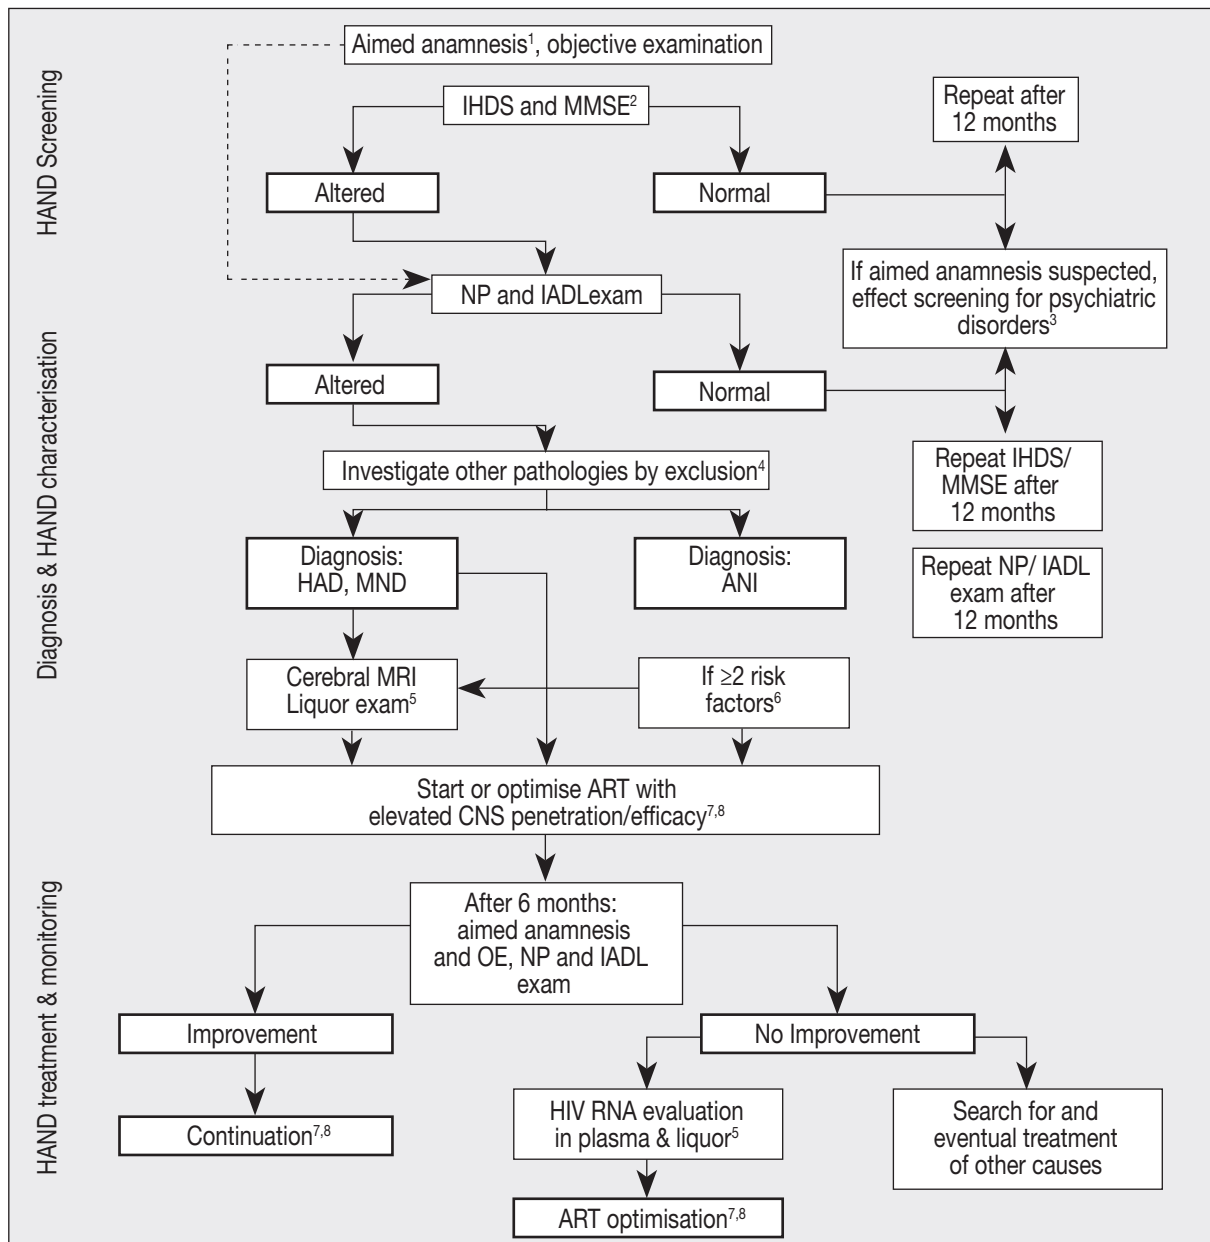 HAND Screening
Aimed anamnesis¹, objective examination
IHDS and MMSE²
Repeat after
12 months
Altered
Normal
If aimed anamnesis suspected,
effect screening for psychiatric
disorders³
Diagnosis & HAND characterisation
NP and IADLexam
Altered
Normal
Investigate other pathologies by exclusion⁴
Repeat IHDS/
MMSE after
12 months
Diagnosis:
HAD, MND
Diagnosis:
ANI
Repeat NP/ IADL
exam after
12 months
Cerebral MRI
Liquor exam⁵
If ≥2 risk
factors⁶
Start or optimise ART with
elevated CNS penetration/efficacy⁷,⁸
HAND treatment & monitoring
After 6 months:
aimed anamnesis
and OE, NP and IADL
exam
Improvement
No Improvement
Continuation⁷,⁸
HIV RNA evaluation
in plasma & liquor⁵
Search for and
eventual treatment
of other causes
ART optimisation⁷,⁸